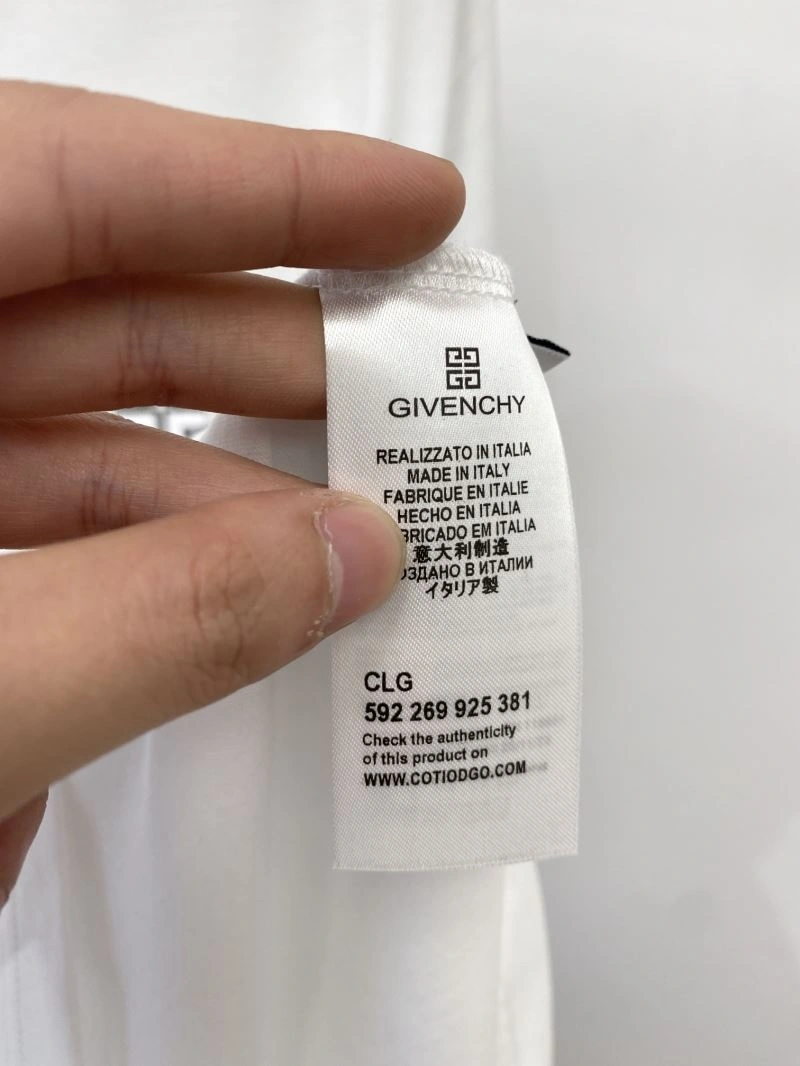 GIVENCHY
REALIZZATO IN ITALIA
MADE IN ITALY
FABRIQUE EN ITALIE
HECHO EN ITALIA
BRICADO EM ITALIA
意大利制造
ОЗДАНО В ИТАЛИИ
イタリア製
CLG
592 269 925 381
Check the authenticity
of this product on
WWW.COTIODGO.COM